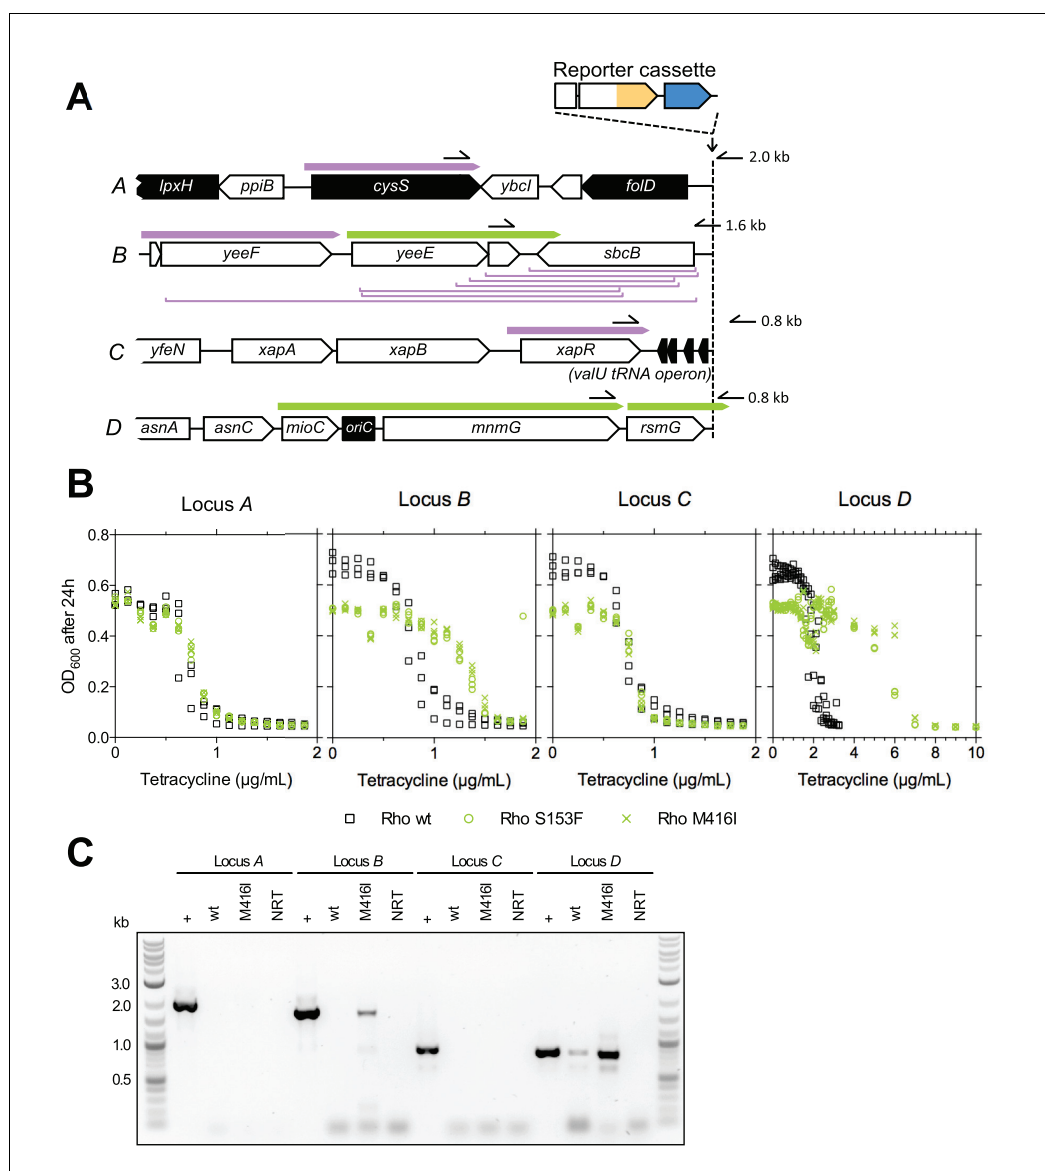 A
Reporter cassette
2.0 kb
A lpxH ppiB cysS ybcI folD
1.6 kb
B yeeF yeeE sbcB
0.8 kb
C yfeN xapA xapB xapR
(valU tRNA operon)
0.8 kb
D asnA asnC mioC oriC mnmG rsmG
B
Locus A Locus B Locus C Locus D
0.8
0.6
0.4
0.2
0.0
OD600 after 24h
0 1 2 0 1 2 0 1 2 0 2 4 6 8 10
Tetracycline (µg/mL) Tetracycline (µg/mL) Tetracycline (µg/mL) Tetracycline (µg/mL)
Rho wt Rho S153F Rho M416I
C
Locus A Locus B Locus C Locus D
kb + wt M416I NRT + wt M416I NRT + wt M416I NRT + wt M416I NRT
3.0
2.0
1.0
0.5